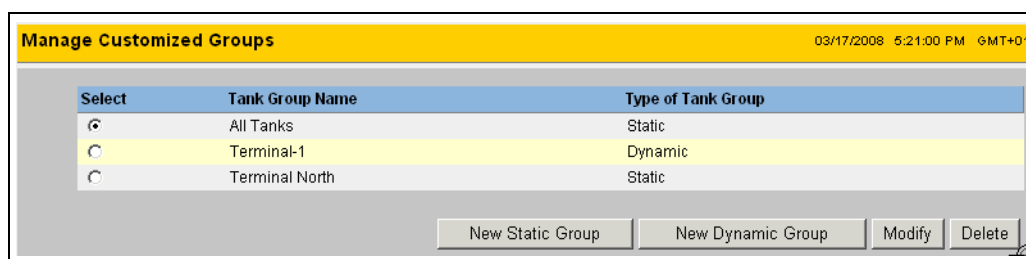 Manage Customized Groups 03/17/2008 5:21:00 PM GMT+01
Select Tank Group Name Type of Tank Group
All Tanks Static
Terminal-1 Dynamic
Terminal North Static
New Static Group New Dynamic Group Modify Delete